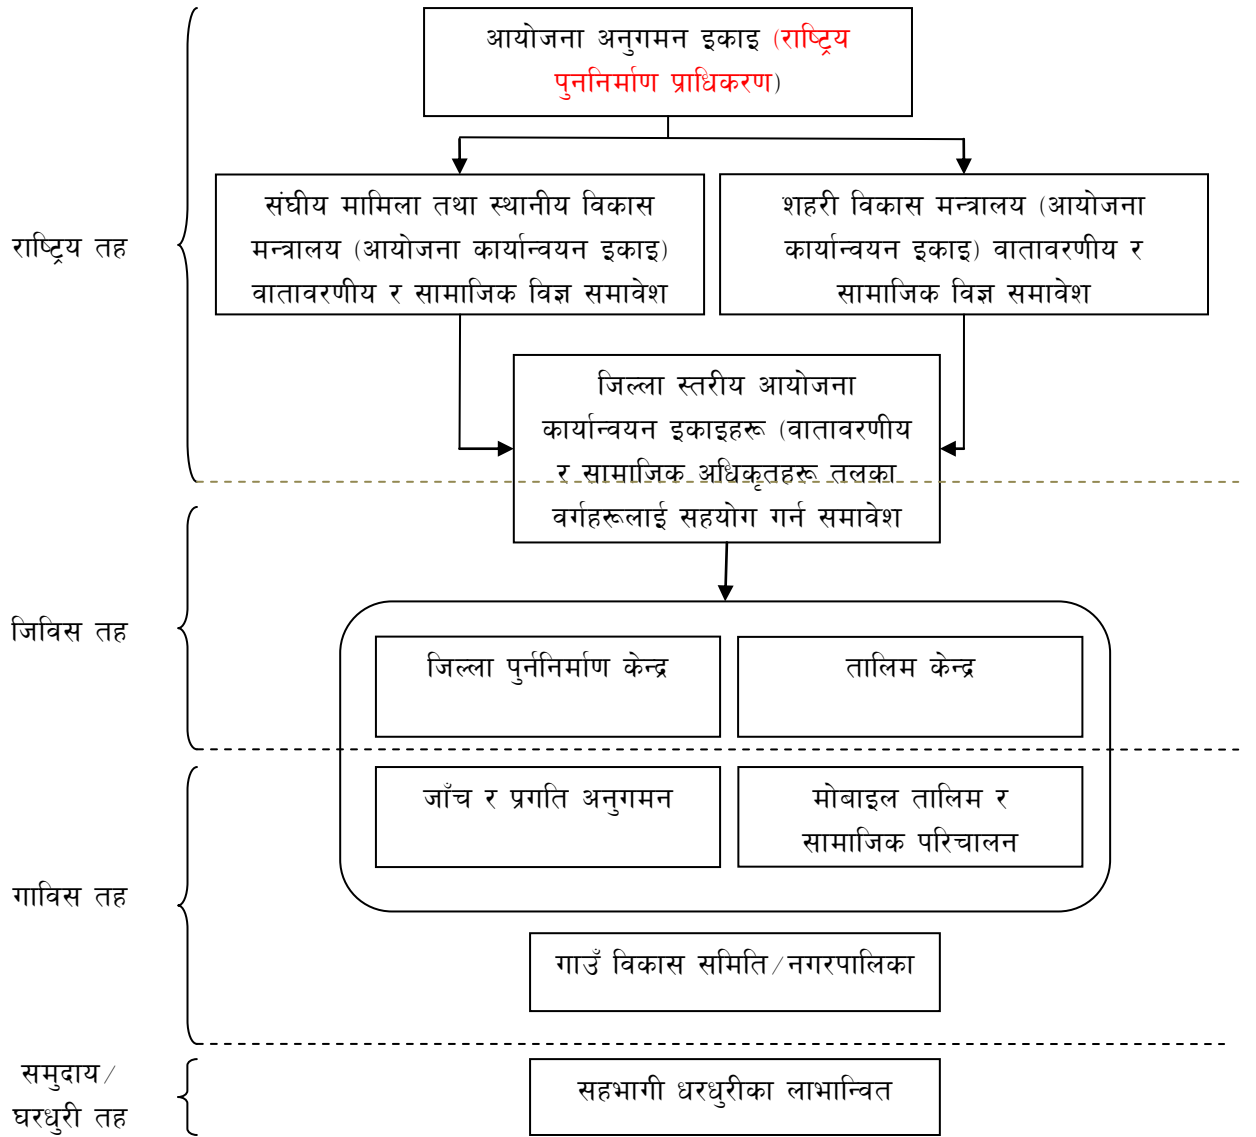 आयोजना अनुगमन इकाइ (राष्ट्रिय
पुननिर्माण प्राधिकरण)
राष्ट्रिय तह
संघीय मामिला तथा स्थानीय विकास
मन्त्रालय (आयोजना कार्यान्वयन इकाइ)
वातावरणीय र सामाजिक विज्ञ समावेश
शहरी विकास मन्त्रालय (आयोजना
कार्यान्वयन इकाइ) वातावरणीय र
सामाजिक विज्ञ समावेश
जिल्ला स्तरीय आयोजना
कार्यान्वयन इकाइहरू (वातावरणीय
र सामाजिक अधिकृतहरू तलका
वर्गहरूलाई सहयोग गर्न समावेश
जिविस तह
जिल्ला पुर्ननिर्माण केन्द्र
तालिम केन्द्र
गाविस तह
जाँच र प्रगति अनुगमन
मोबाइल तालिम र
सामाजिक परिचालन
गाउँ विकास समिति/नगरपालिका
समुदाय/
घरधुरी तह
सहभागी धरधुरीका लाभान्वित